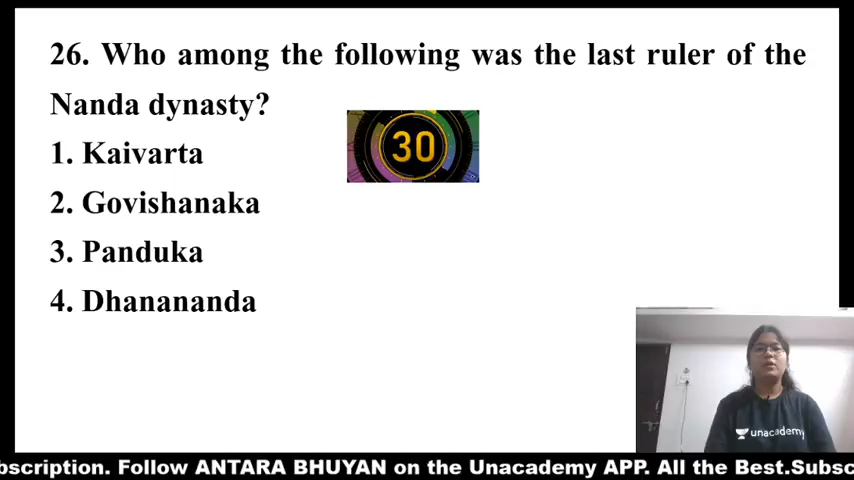 26. Who among the following was the last ruler of the
Nanda dynasty?
30
1. Kaivarta
2. Govishanaka
3. Panduka
4. Dhanananda
unacademy
bscription. Follow ANTARA BHUYAN on the Unacademy APP. All the Best.Subsc